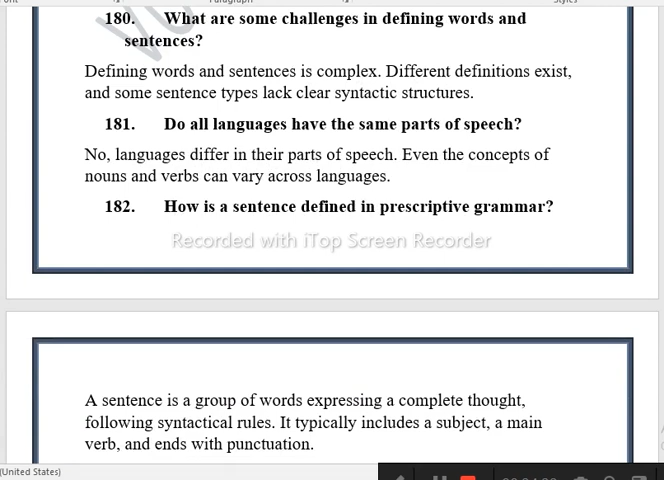 180. What are some challenges in defining words and
sentences?
Defining words and sentences is complex. Different definitions exist,
and some sentence types lack clear syntactic structures.
181. Do all languages have the same parts of speech?
No, languages differ in their parts of speech. Even the concepts of
nouns and verbs can vary across languages.
182. How is a sentence defined in prescriptive grammar?
Recorded with iTop Screen Recorder
A sentence is a group of words expressing a complete thought,
following syntactical rules. It typically includes a subject, a main
verb, and ends with punctuation.
(United States)